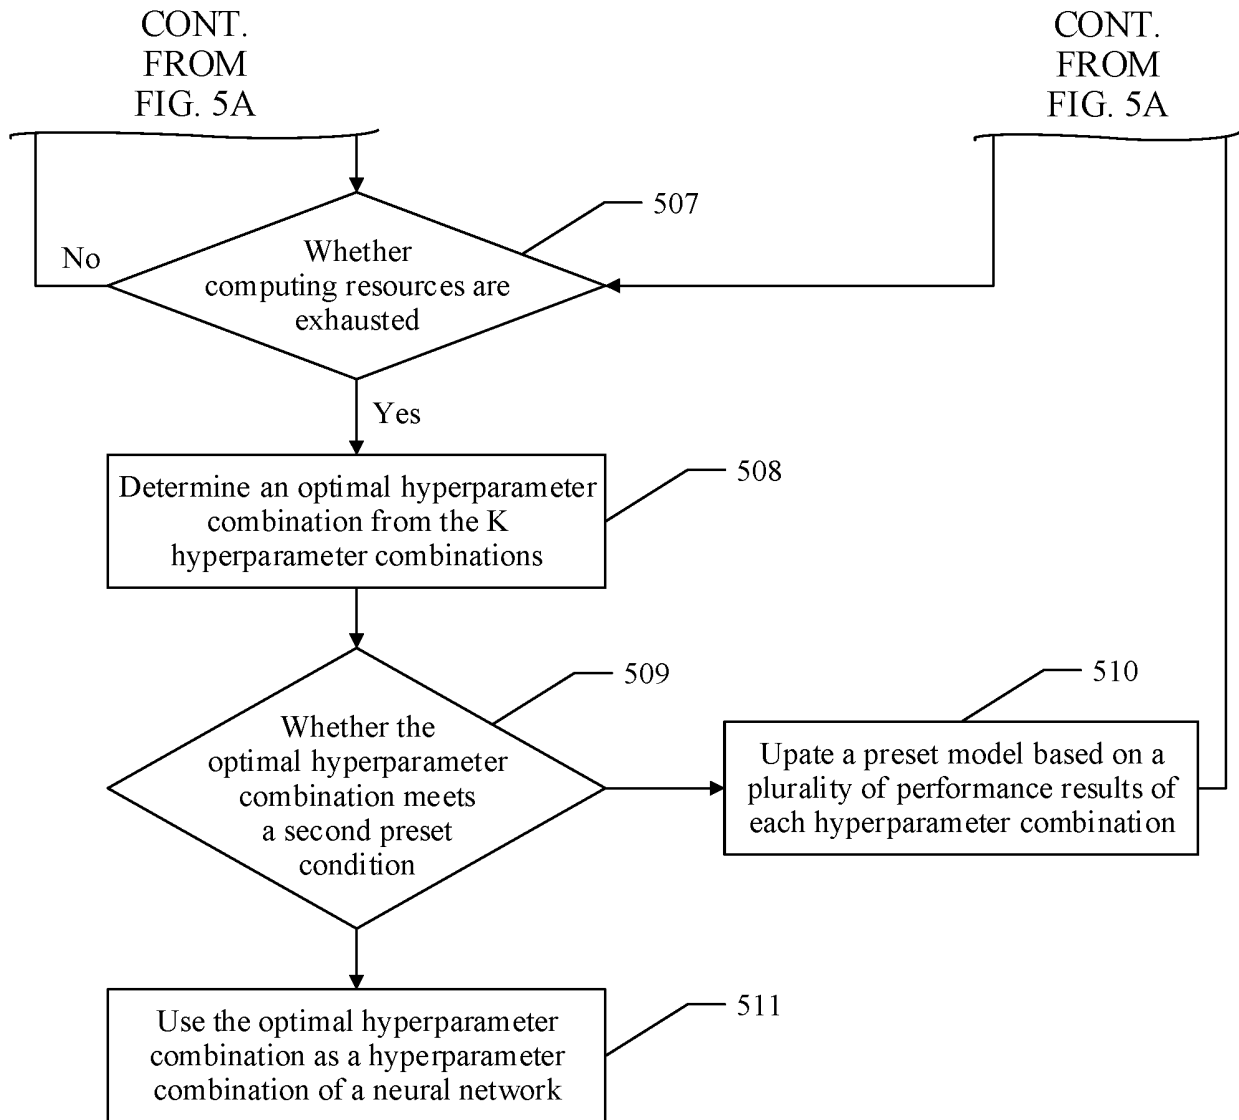 CONT.
FROM
FIG. 5A
CONT.
FROM
FIG. 5A
507
No
Whether
computing resources are
exhausted
Yes
508
Determine an optimal hyperparameter
combination from the K
hyperparameter combinations
509
Whether the
optimal hyperparameter
combination meets
a second preset
condition
510
Upate a preset model based on a
plurality of performance results of
each hyperparameter combination
511
Use the optimal hyperparameter
combination as a hyperparameter
combination of a neural network